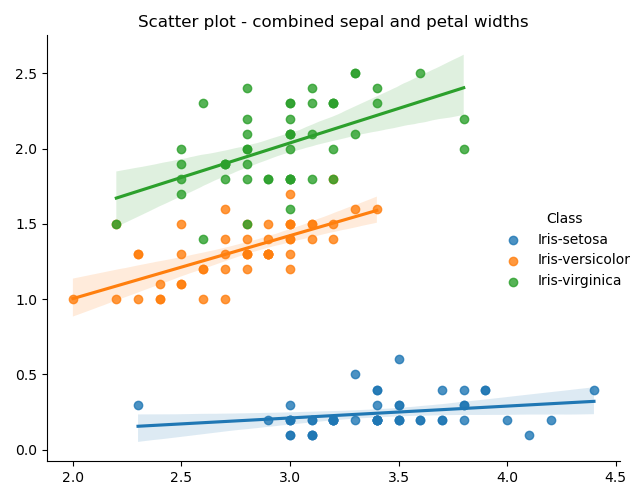 Scatter plot - combined sepal and petal widths
2.5
2.0
1.5
1.0
0.5
0.0
Class
Iris-setosa
Iris-versicolor
Iris-virginica
2.0 2.5 3.0 3.5 4.0 4.5